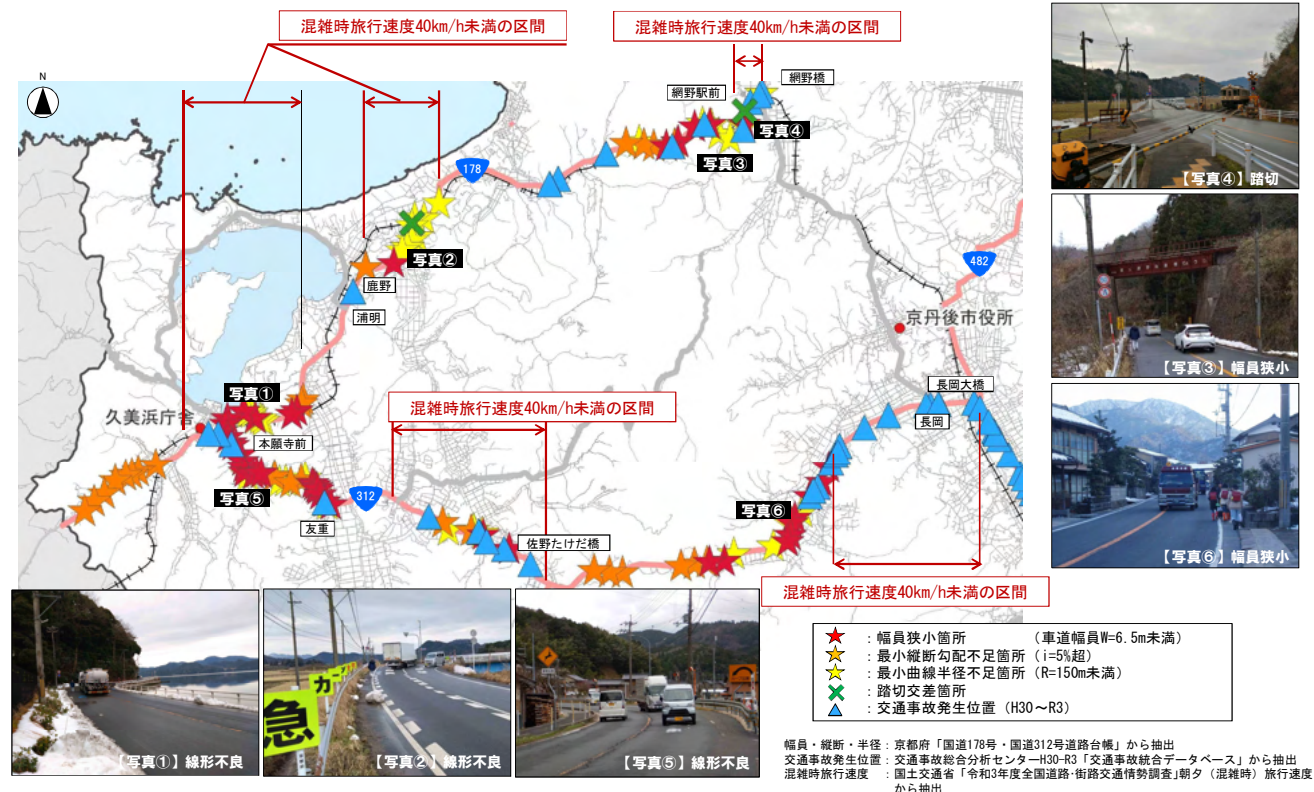 混雑時旅行速度40km/h未満の区間
混雑時旅行速度40km/h未満の区間
N
網野橋
網野駅前
写真④
写真③
178
482
写真②
鹿野
浦明
京丹後市役所
長岡大橋
長岡
写真①
久美浜庁舎
本願寺前
混雑時旅行速度40km/h未満の区間
写真⑤
312
友重
佐野たけだ橋
写真⑥
混雑時旅行速度40km/h未満の区間
【写真④】踏切
【写真③】幅員狭小
【写真⑥】幅員狭小
急
カー
【写真①】線形不良
【写真②】線形不良
【写真⑤】線形不良
：幅員狭小箇所 （車道幅員W=6.5m未満）
：最小縦断勾配不足箇所（i=5%超）
：最小曲線半径不足箇所（R=150m未満）
：踏切交差箇所
：交通事故発生位置（H30～R3）
幅員・縦断・半径：京都府「国道178号・国道312号道路台帳」から抽出
交通事故発生位置：交通事故総合分析センターH30-R3「交通事故統合データベース」から抽出
混雑時旅行速度 ：国土交通省「令和3年度全国道路・街路交通情勢調査」朝夕（混雑時）旅行速度
から抽出